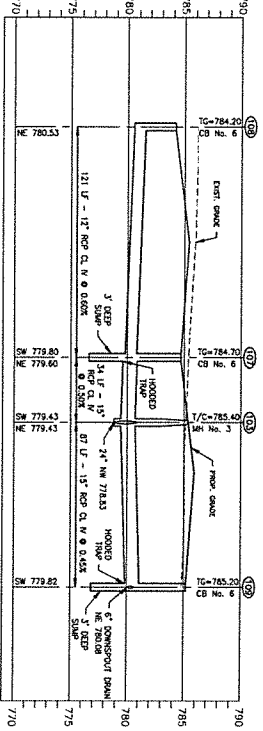 790
785
780
775
770
790
785
780
775
770
108
TG=784.20
CB No. 6
NE 780.53
EXIST. GRADE
121 LF - 12" RCP CL IV @ 0.60%
107
TG=784.70
CB No. 6
3' DEEP
SUMP
HOODED
TRAP
SW 779.80
NE 779.60
34 LF - 15"
RCP CL IV
@ 0.50%
T/C=785.40
MH No. 3
SW 779.43
NE 779.43
24" NW 778.83
PROP. GRADE
87 LF - 15" RCP CL IV @ 0.45%
109
TG=785.20
CB No. 6
HOODED
TRAP
SW 779.82
6" DOWNSPOUT DRAIN
NE 780.08
3' DEEP
SUMP